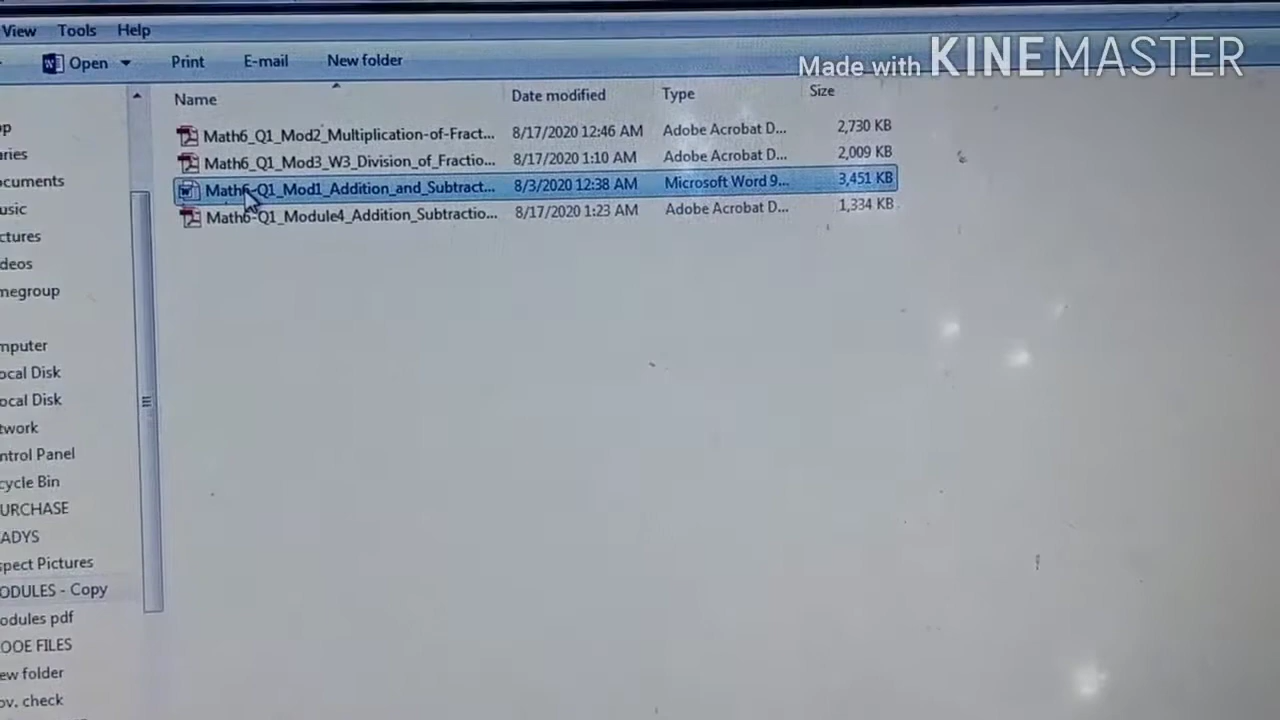 View Tools Help
Open Print E-mail New folder
Made with KINEMASTER
Name Date modified Type Size
Math6_Q1_Mod2_Multiplication-of-Fract... 8/17/2020 12:46 AM Adobe Acrobat D... 2,730 KB
Math6_Q1_Mod3_W3_Division_of_Fractio... 8/17/2020 1:10 AM Adobe Acrobat D... 2,009 KB
Math6-Q1_Mod1_Addition_and_Subtract... 8/3/2020 12:38 AM Microsoft Word 9... 3,451 KB
Math6-Q1_Module4_Addition_Subtractio... 8/17/2020 1:23 AM Adobe Acrobat D... 1,334 KB
p
ries
cuments
usic
ctures
deos
megroup
mputer
ocal Disk
ocal Disk
twork
ntrol Panel
cycle Bin
URCHASE
ADYS
spect Pictures
ODULES - Copy
odules pdf
OOE FILES
ew folder
ov. check